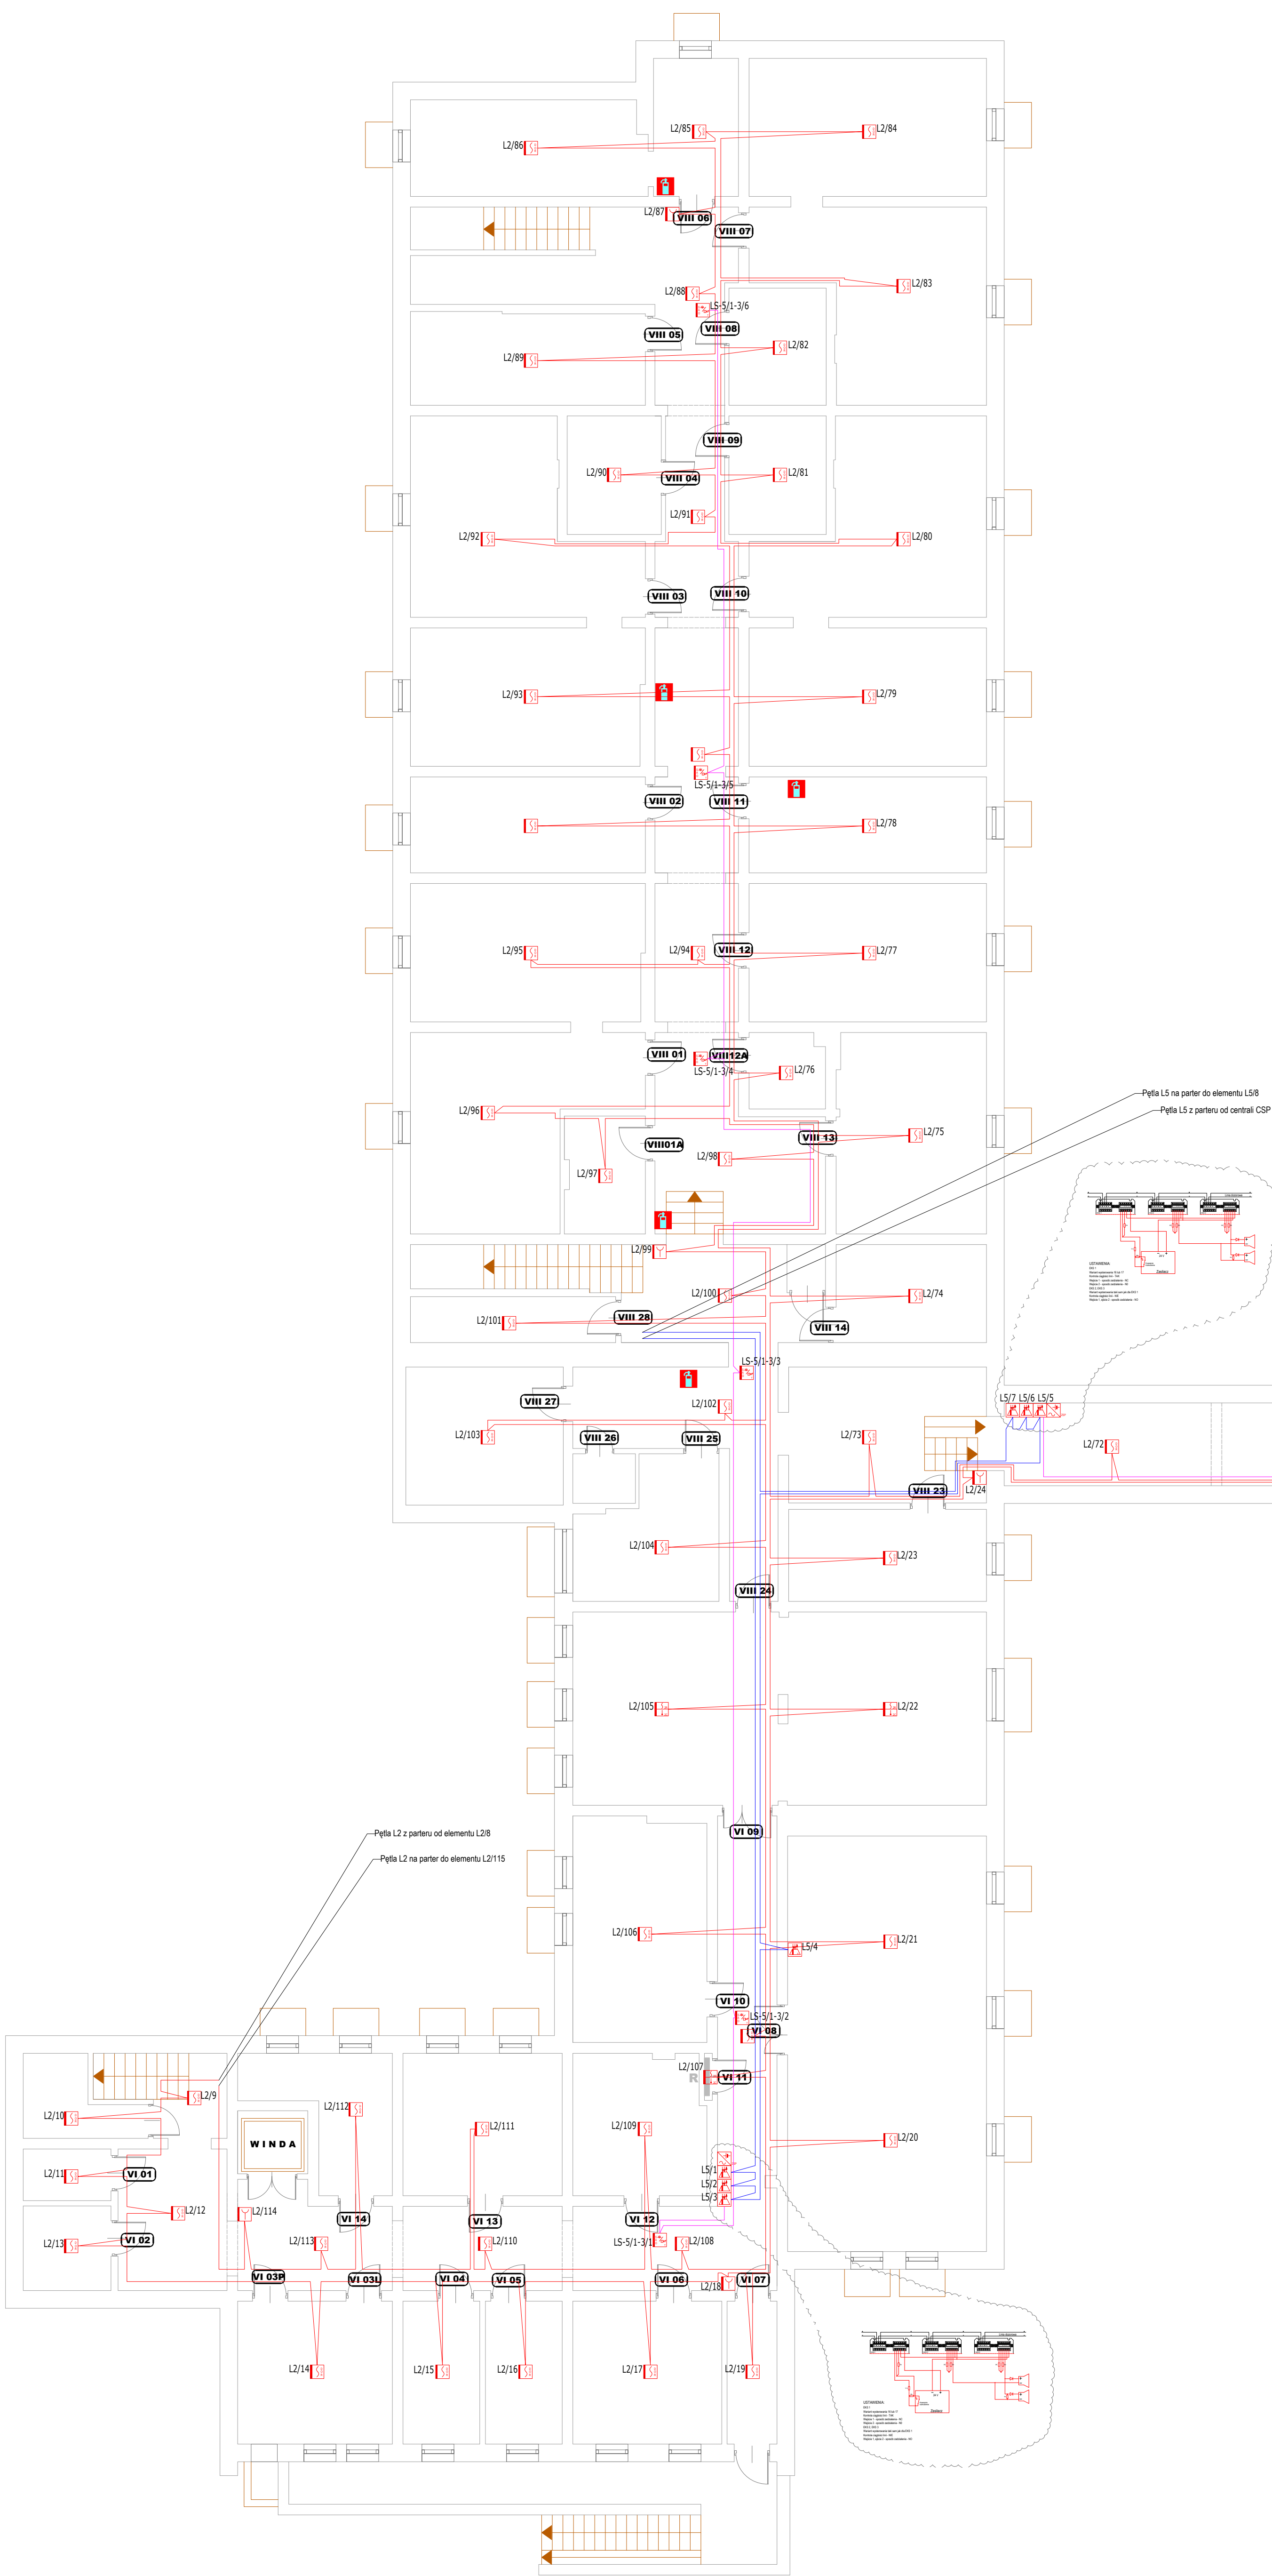 L2/85
L2/84
L2/86
L2/87
VIII 06
VIII 07
L2/83
L2/88
LS-5/1-3/6
VIII 05
VIII 08
L2/82
L2/89
VIII 09
L2/90
VIII 04
L2/81
L2/91
L2/92
L2/80
VIII 03
VIII 10
L2/93
L2/79
LS-5/1-3/5
VIII 02
VIII 11
L2/78
L2/95
L2/94
VIII 12
L2/77
VIII 01
VIII12A
LS-5/1-3/4
L2/76
Pętla L5 na parter do elementu L5/8
Pętla L5 z parteru od centrali CSP
L2/96
VIII01A
VIII 13
L2/75
L2/98
L2/97
L2/99
USTAWIENIA
Zasilacz
L2/100
L2/74
L2/101
VIII 28
VIII 14
LS-5/1-3/3
VIII 27
L2/102
L5/7
L5/6
L5/5
L2/103
VIII 26
VIII 25
L2/73
L2/72
VIII 23
L2/24
L2/104
L2/23
VIII 24
L2/105
L2/22
VI 09
Pętla L2 z parteru od elementu L2/8
Pętla L2 na parter do elementu L2/115
L2/106
L5/4
L2/21
VI 10
LS-5/1-3/2
VI 08
L2/107
R
VI 11
L2/9
L2/10
L2/112
L2/111
L2/109
L2/20
WINDA
L2/11
VI 01
L5/1
L5/2
L5/3
L2/12
L2/114
VI 14
VI 13
VI 12
L2/13
VI 02
L2/113
L2/110
LS-5/1-3/1
L2/108
VI 03P
VI 03L
VI 04
VI 05
VI 06
L2/18
VI 07
L2/14
L2/15
L2/16
L2/17
L2/19
USTAWIENIA
Zasilacz